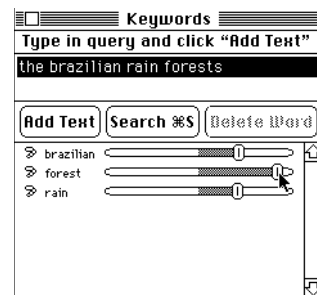 Keywords
Type in query and click “Add Text”
the brazilian rain forests
Add Text Search ⌘S Delete Word
brazilian
forest
rain